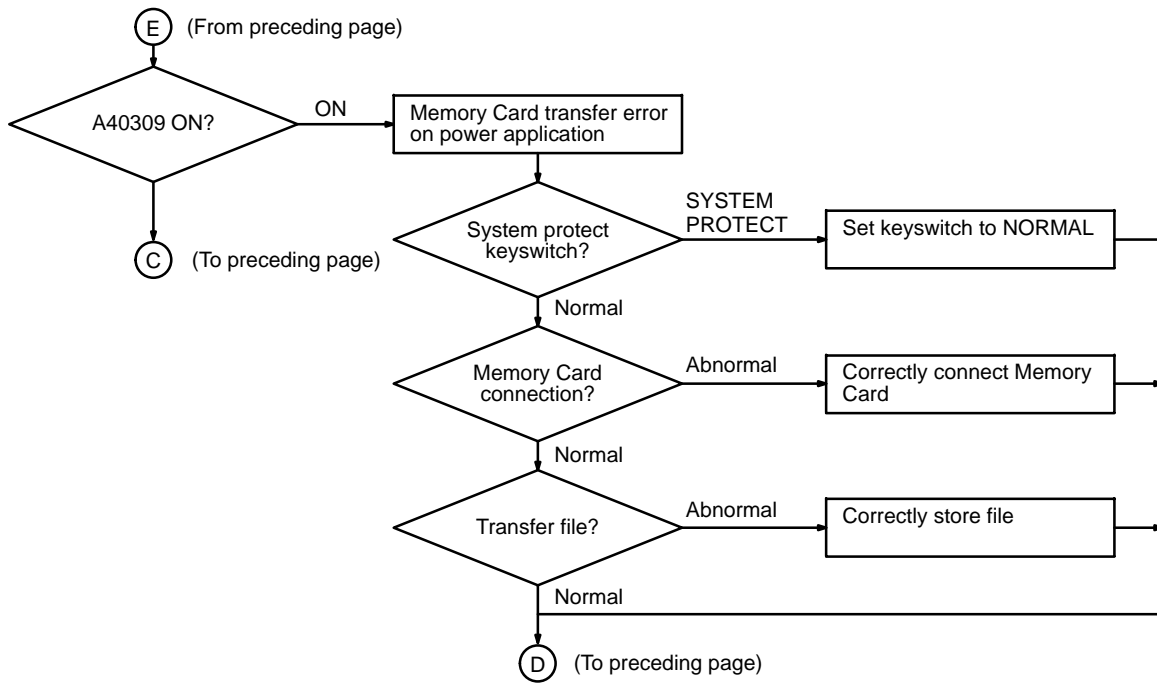 E (From preceding page)
A40309 ON?
ON
Memory Card transfer error
on power application
C (To preceding page)
System protect
keyswitch?
SYSTEM
PROTECT
Set keyswitch to NORMAL
Normal
Memory Card
connection?
Abnormal
Correctly connect Memory
Card
Normal
Transfer file?
Abnormal
Correctly store file
Normal
D (To preceding page)